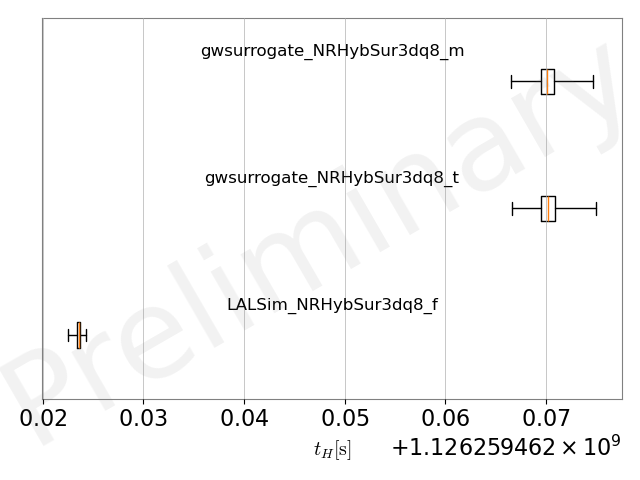 gwsurrogate_NRHybSur3dq8_m
gwsurrogate_NRHybSur3dq8_t
LALSim_NRHybSur3dq8_f
Preliminary
0.02 0.03 0.04 0.05 0.06 0.07
t_H[s] +1.126259462 × 10⁹